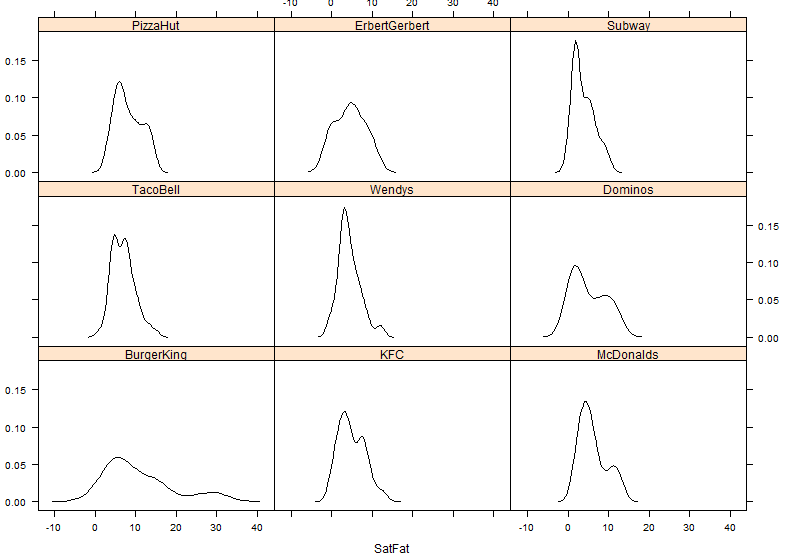 -10 0 10 20 30 40
PizzaHut ErbertGerbert Subway
0.15
0.10
0.05
0.00
TacoBell Wendys Dominos
0.15
0.10
0.05
0.00
BurgerKing KFC McDonalds
0.15
0.10
0.05
0.00
-10 0 10 20 30 40 -10 0 10 20 30 40
SatFat